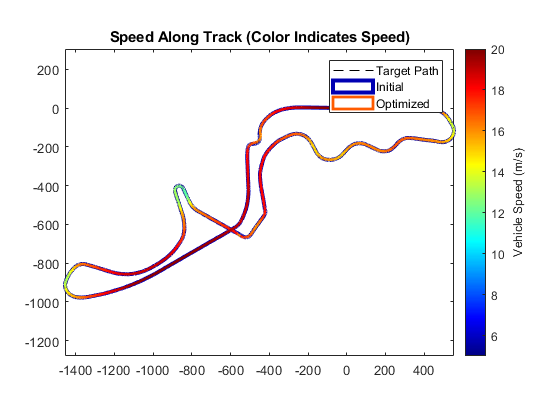 Speed Along Track (Color Indicates Speed)
Target Path
Initial
Optimized
200
0
-200
-400
-600
-800
-1000
-1200
-1400 -1200 -1000 -800 -600 -400 -200 0 200 400
20
18
16
14
12
10
8
6
Vehicle Speed (m/s)